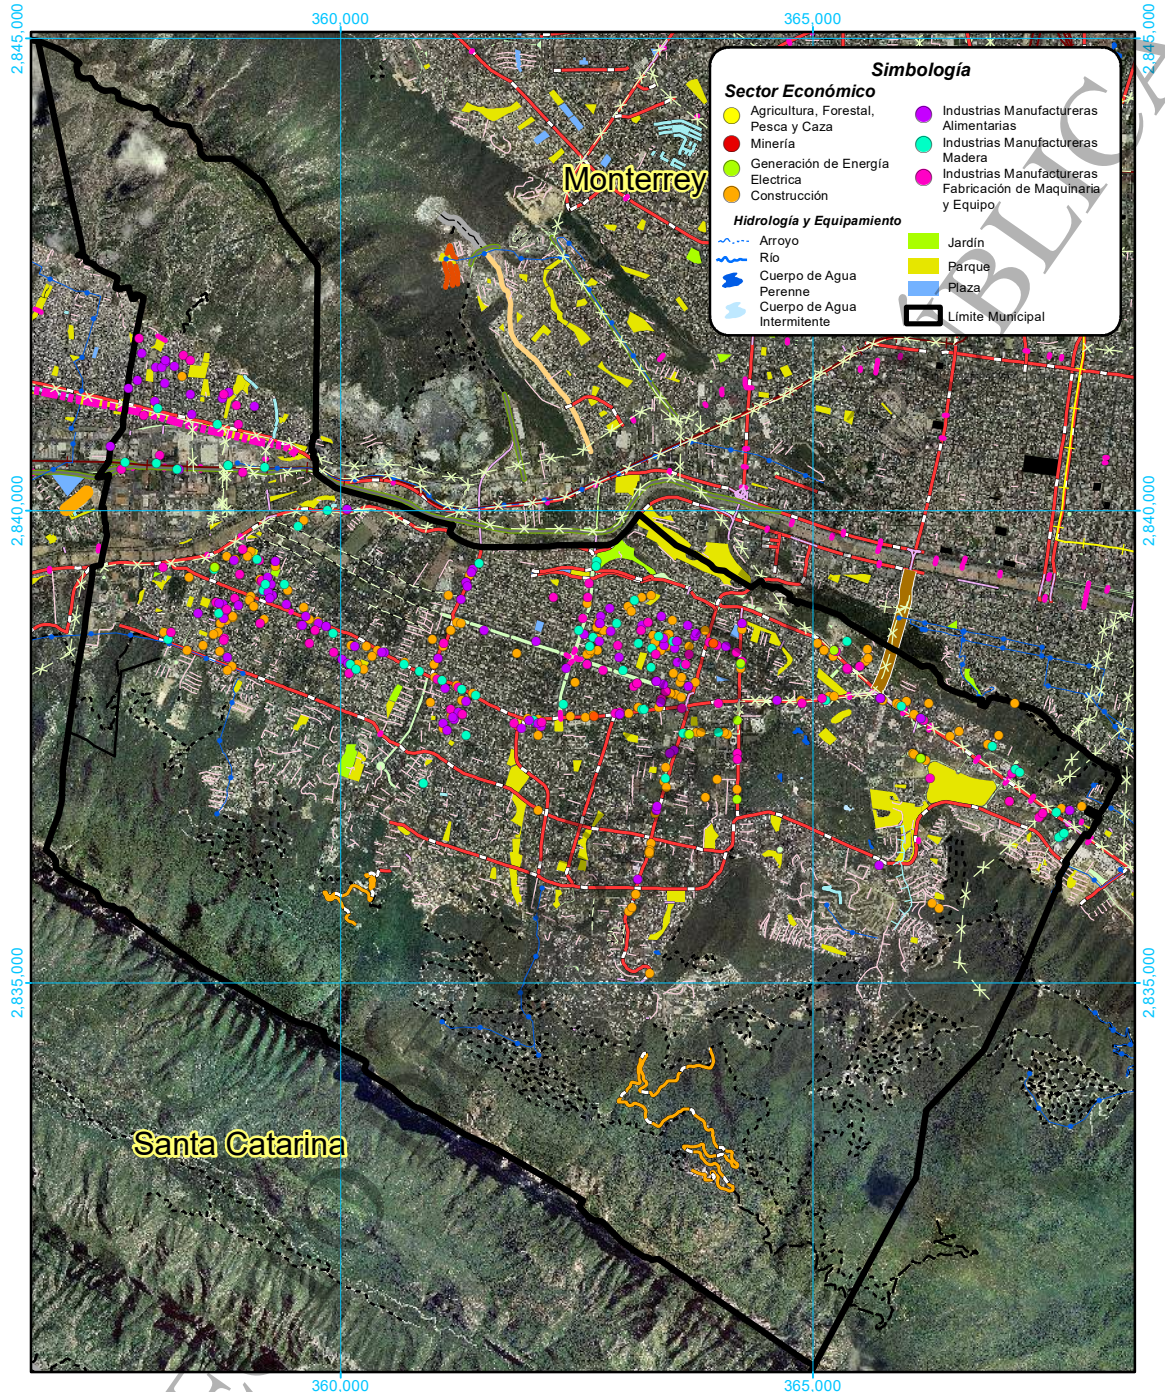 360,000
365,000
2,845,000
2,845,000
Simbología
Sector Económico
Agricultura, Forestal,
Pesca y Caza
Minería
Generación de Energía
Electrica
Construcción
Industrias Manufactureras
Alimentarias
Industrias Manufactureras
Madera
Industrias Manufactureras
Fabricación de Maquinaria
y Equipo
Hidrología y Equipamiento
Arroyo
Río
Cuerpo de Agua
Perenne
Cuerpo de Agua
Intermitente
Jardín
Parque
Plaza
Límite Municipal
Monterrey
2,840,000
2,840,000
2,835,000
2,835,000
Santa Catarina
360,000
365,000